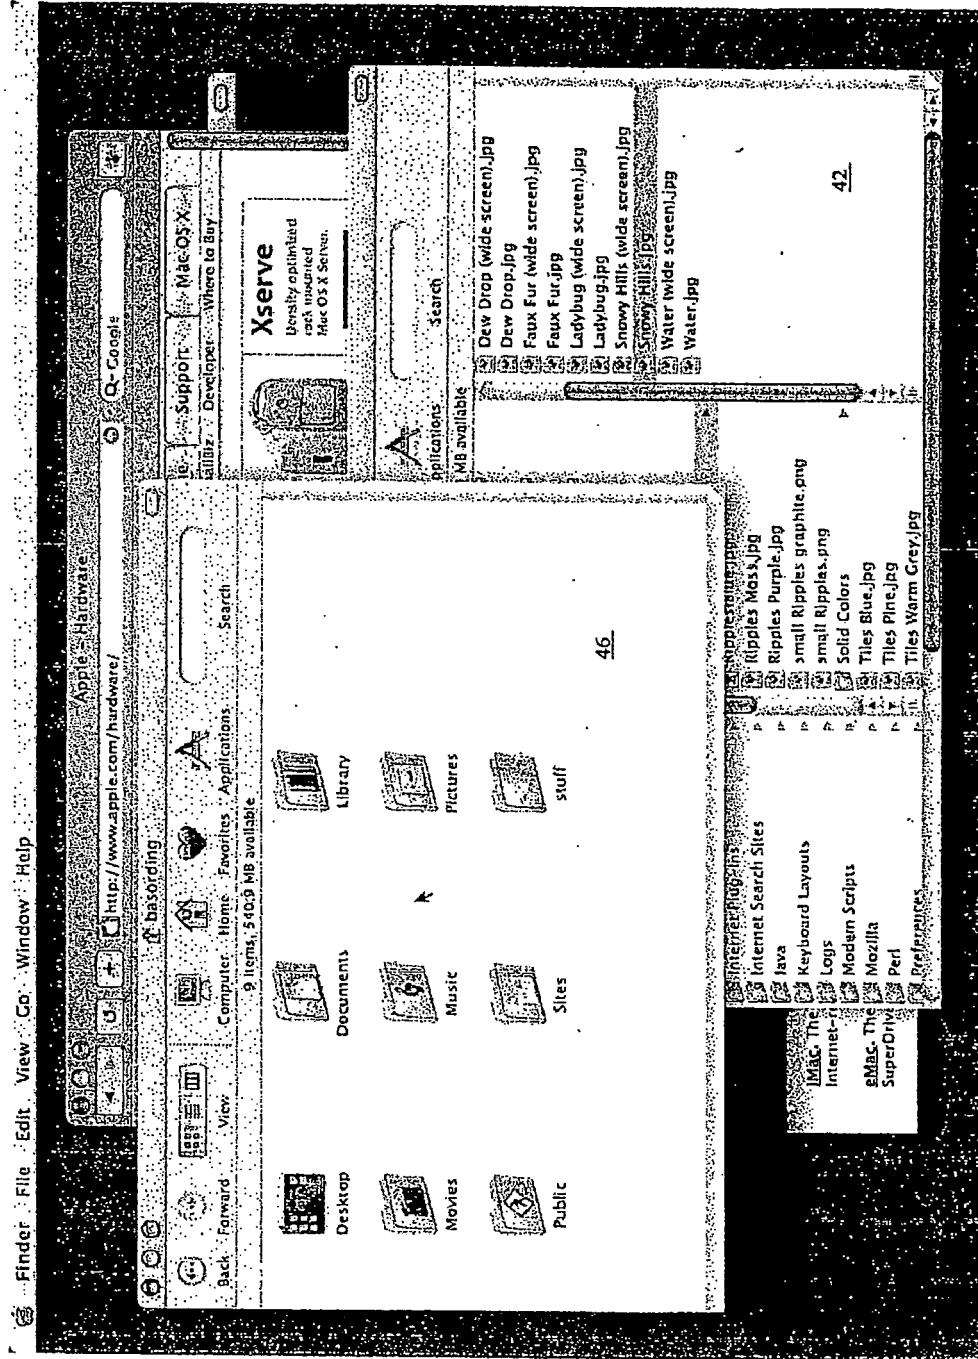 Finder File Edit View Go Window Help
Apple – Hardware
http://www.apple.com/hardware/
Q- Google
Support
Mac OS X
Developer
Where to Buy
Xserve
Density optimized
rack mounted
Mac OS X Server.
basording
Back Forward View Computer Home Favorites Applications Search
9 items, 540.9 MB available
Desktop
Documents
Library
Movies
Music
Pictures
Public
Sites
stuff
46
pplications
Search
MB available
Dew Drop (wide screen).jpg
Dew Drop.jpg
Faux Fur (wide screen).jpg
Faux Fur.jpg
Ladybug (wide screen).jpg
Ladybug.jpg
Snowy Hills (wide screen).jpg
Snowy Hills.jpg
Water (wide screen).jpg
Water.jpg
42
Internet Plug-Ins
Internet Search Sites
Java
Keyboard Layouts
Logs
Modem Scripts
Mozilla
Perl
Preferences
Ripples Moss.jpg
Ripples Purple.jpg
small Ripples graphite.png
small Ripples.png
Solid Colors
Tiles Blue.jpg
Tiles Pine.jpg
Tiles Warm Grey.jpg
iMac. The
Internet-r
eMac. The
SuperDriv